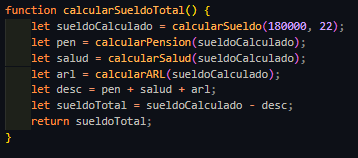 function calcularSueldoTotal() {
    let sueldoCalculado = calcularSueldo(180000, 22);
    let pen = calcularPension(sueldoCalculado);
    let salud = calcularSalud(sueldoCalculado);
    let arl = calcularARL(sueldoCalculado);
    let desc = pen + salud + arl;
    let sueldoTotal = sueldoCalculado - desc;
    return sueldoTotal;
}